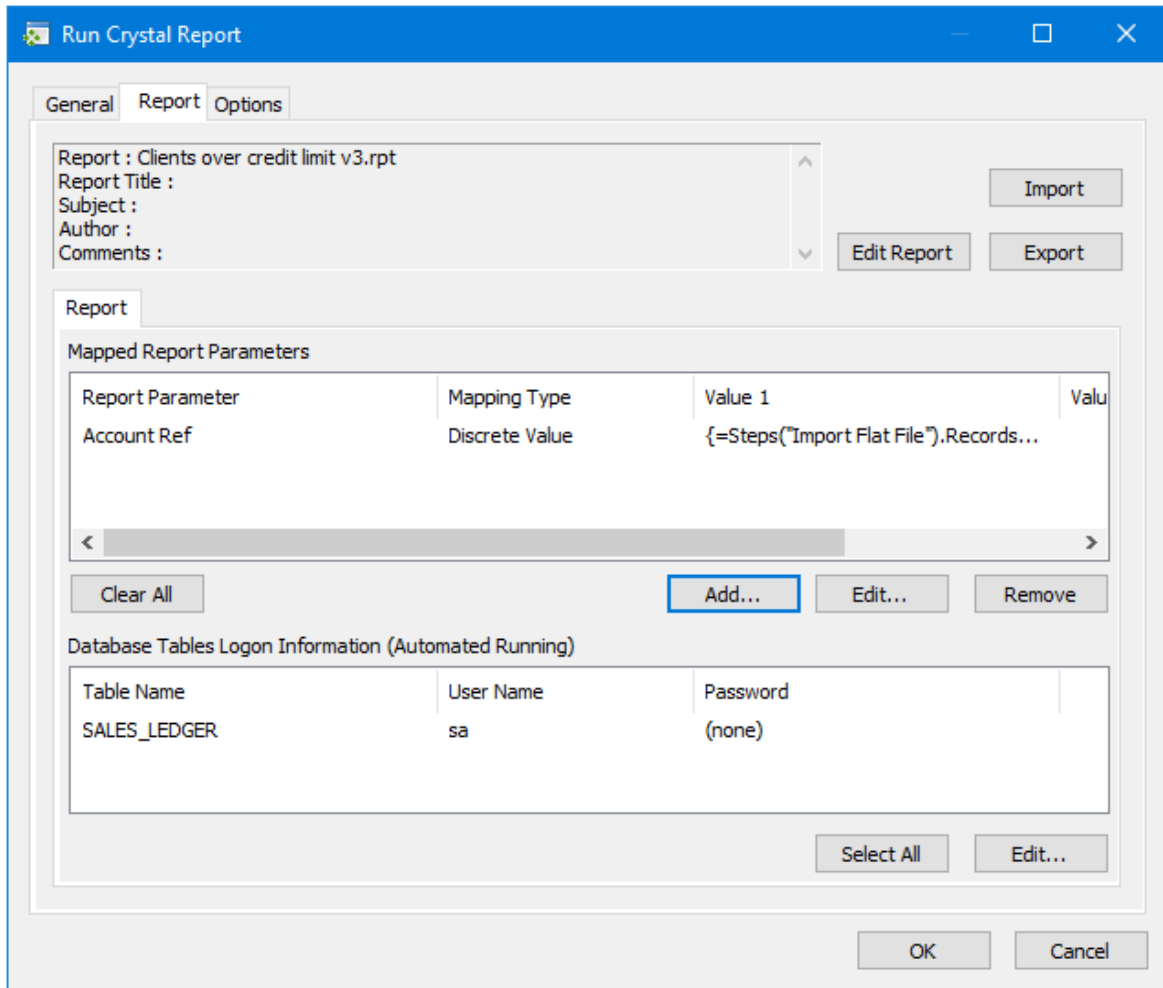 Run Crystal Report
General Report Options
Report : Clients over credit limit v3.rpt
Report Title :
Subject :
Author :
Comments :
Import
Edit Report Export
Report
Mapped Report Parameters
Report Parameter Mapping Type Value 1 Valu
Account Ref Discrete Value {=Steps("Import Flat File").Records...
Clear All Add... Edit... Remove
Database Tables Logon Information (Automated Running)
Table Name User Name Password
SALES_LEDGER sa (none)
Select All Edit...
OK Cancel